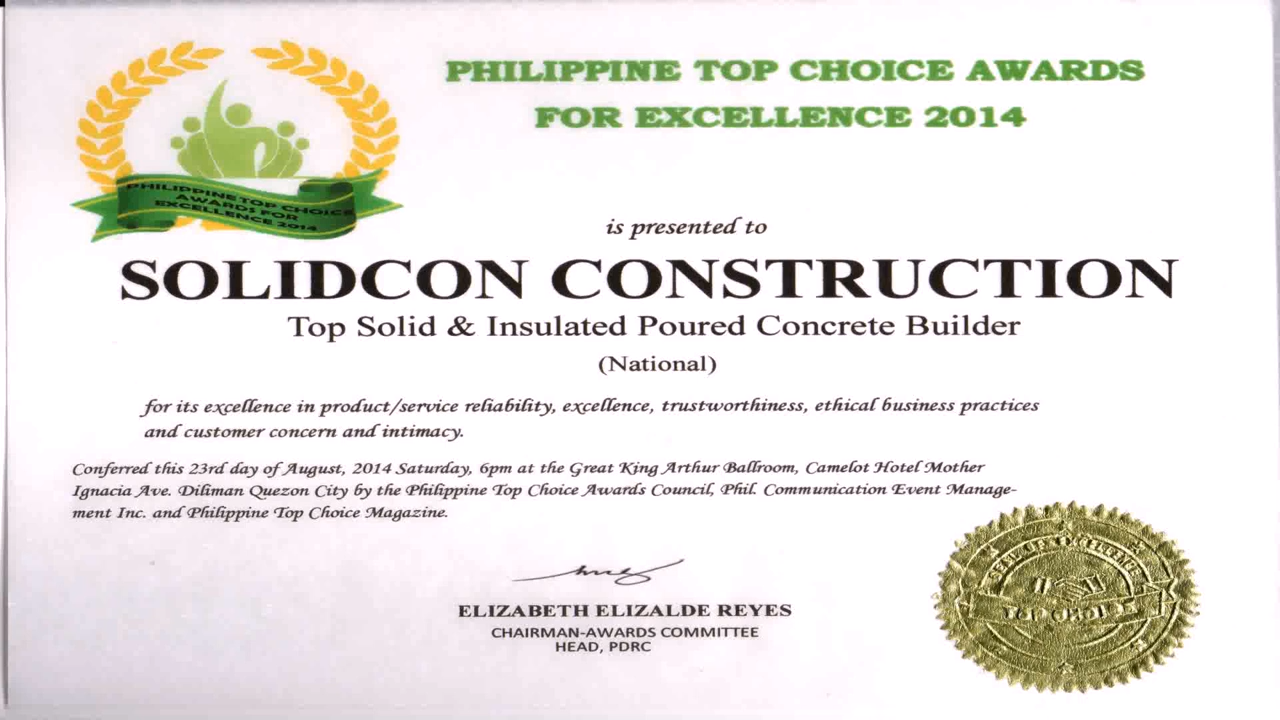 PHILIPPINE TOP CHOICE AWARDS
FOR EXCELLENCE 2014
PHILIPPINE TOP CHOICE
AWARDS FOR
EXCELLENCE 2014
is presented to
SOLIDCON CONSTRUCTION
Top Solid & Insulated Poured Concrete Builder
(National)
for its excellence in product/service reliability, excellence, trustworthiness, ethical business practices
and customer concern and intimacy.
Conferred this 23rd day of August, 2014 Saturday, 6pm at the Great King Arthur Ballroom, Camelot Hotel Mother
Ignacia Ave. Diliman Quezon City by the Philippine Top Choice Awards Council, Phil. Communication Event Manage-
ment Inc. and Philippine Top Choice Magazine.
ELIZABETH ELIZALDE REYES
CHAIRMAN-AWARDS COMMITTEE
HEAD, PDRC
SEAL OF EXCELLENCE
TOP CHOICE